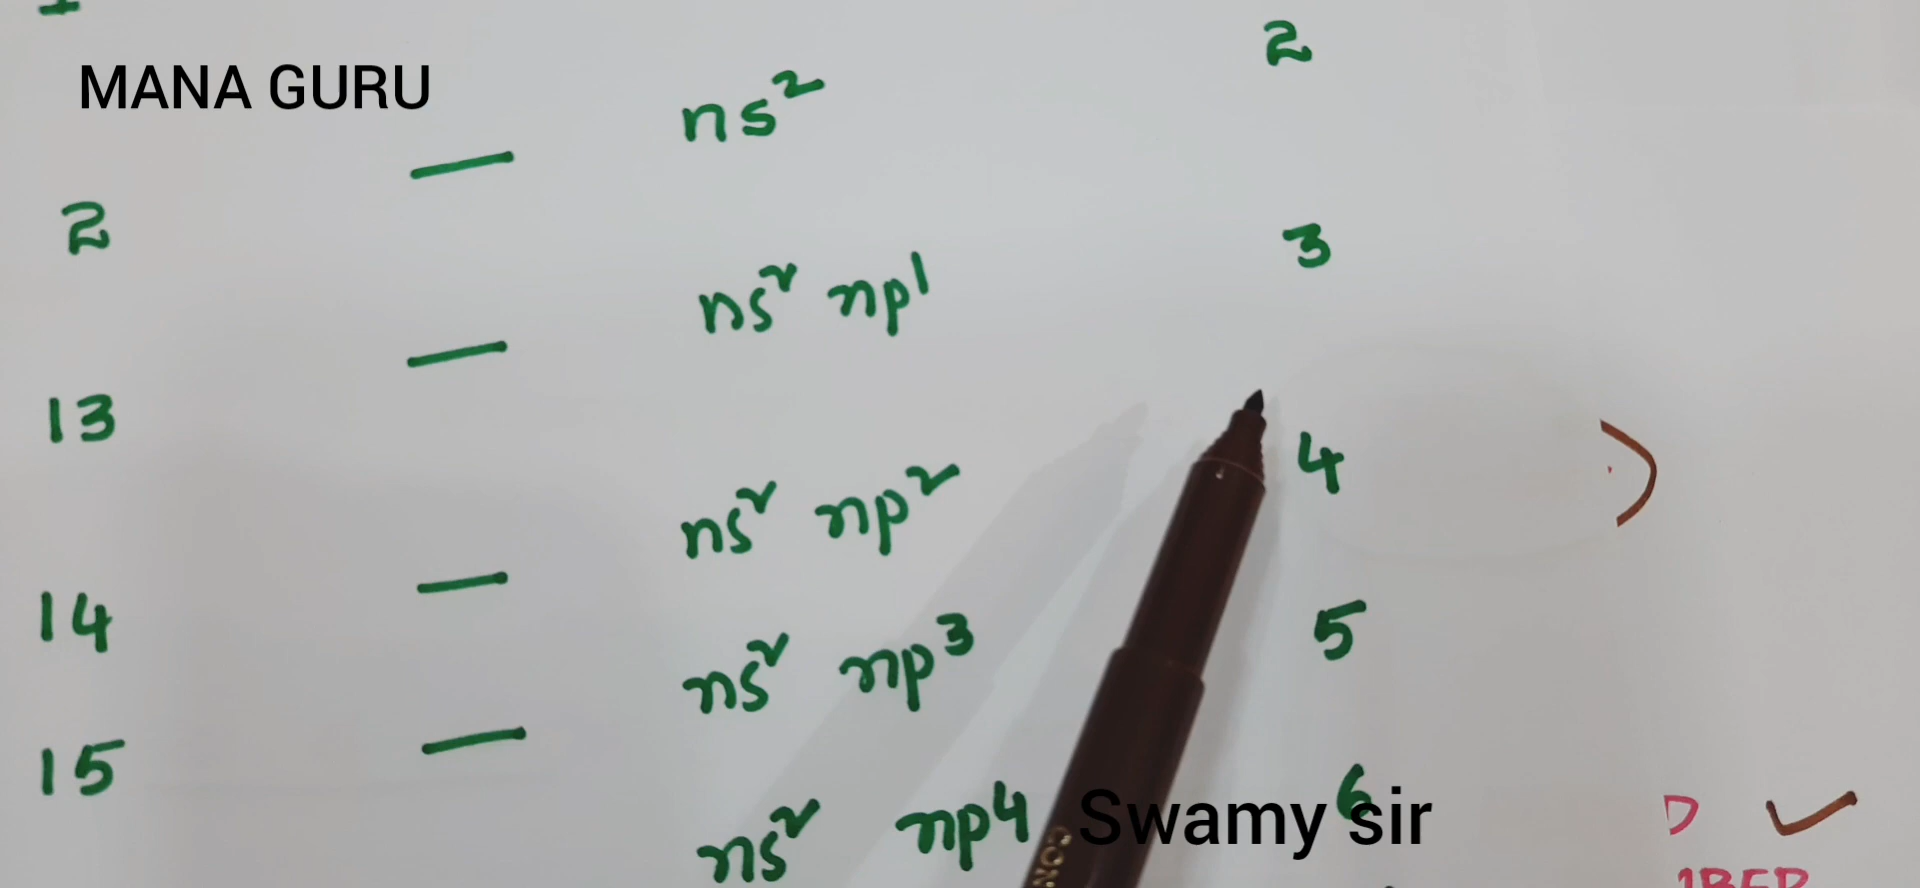 MANA GURU
ns² 2
2 — ns² np¹ 3
13 — ns² np² 4
14 — ns² np³ 5
15 — ns² np4 6
Swamy sir
D ✓